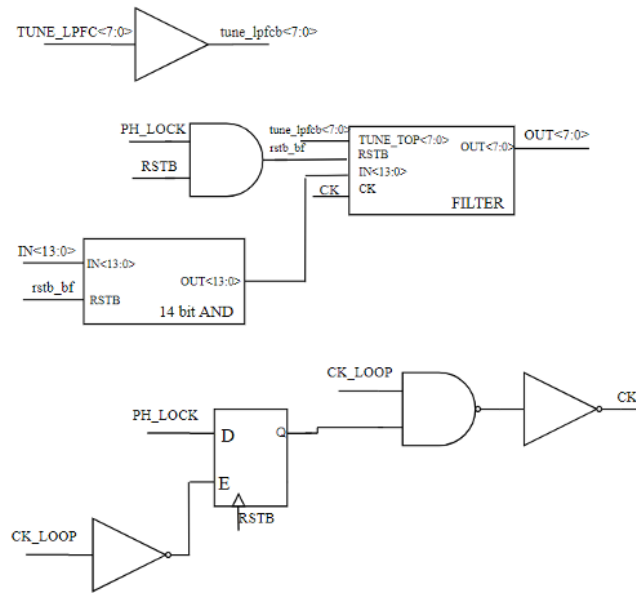 TUNE_LPFC<7:0>
tune_lpfcb<7:0>
PH_LOCK
RSTB
tune_lpfcb<7:0>
rstb_bf
CK
TUNE_TOP<7:0>
RSTB
IN<13:0>
CK
OUT<7:0>
FILTER
OUT<7:0>
IN<13:0>
rstb_bf
IN<13:0>
RSTB
OUT<13:0>
14 bit AND
CK_LOOP
CK
PH_LOCK
D
Q
E
RSTB
CK_LOOP